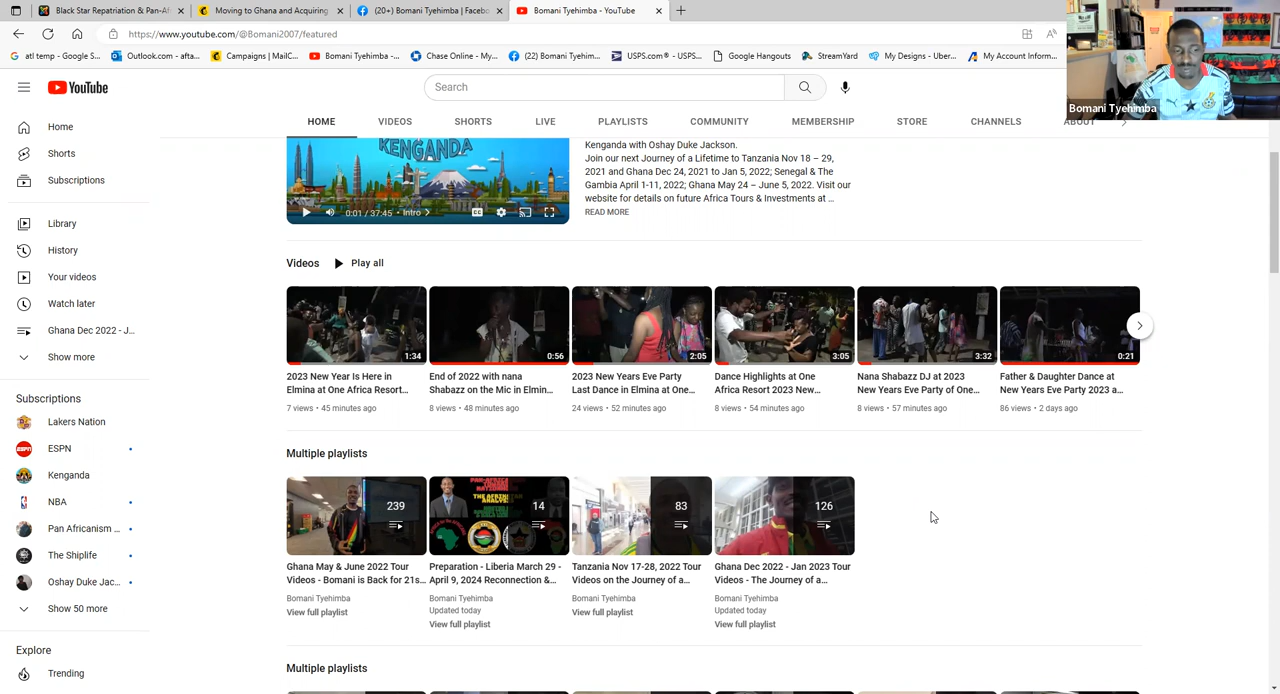 Black Star Repatriation & Pan-Af
Moving to Ghana and Acquiring
(20+) Bomani Tyehimba | Facebo
Bomani Tyehimba - YouTube
https://www.youtube.com/@Bomani2007/featured
atl temp - Google S...
Outlook.com - afta...
Campaigns | MailC...
Bomani Tyehimba -...
Chase Online - My...
(22) Bomani Tyehim...
USPS.com® - USPS...
Google Hangouts
StreamYard
My Designs - Uber...
My Account Inform...
Bomani Tyehimba
YouTube
Search
HOME
VIDEOS
SHORTS
LIVE
PLAYLISTS
COMMUNITY
MEMBERSHIP
STORE
CHANNELS
ABOUT
Home
Shorts
Subscriptions
Library
History
Your videos
Watch later
Ghana Dec 2022 - J...
Show more
Subscriptions
Lakers Nation
ESPN
Kenganda
NBA
Pan Africanism ...
The Shiplife
Oshay Duke Jac...
Show 50 more
Explore
Trending
KENGANDA
0:01 / 37:45 • Intro
Kenganda with Oshay Duke Jackson.
Join our next Journey of a Lifetime to Tanzania Nov 18 – 29,
2021 and Ghana Dec 24, 2021 to Jan 5, 2022; Senegal & The
Gambia April 1-11, 2022; Ghana May 24 – June 5, 2022. Visit our
website for details on future Africa Tours & Investments at ...
READ MORE
Videos
Play all
1:34
2023 New Year Is Here in
Elmina at One Africa Resort...
7 views • 45 minutes ago
0:56
End of 2022 with nana
Shabazz on the Mic in Elmin...
8 views • 48 minutes ago
2:05
2023 New Years Eve Party
Last Dance in Elmina at One...
24 views • 52 minutes ago
3:05
Dance Highlights at One
Africa Resort 2023 New...
8 views • 54 minutes ago
3:32
Nana Shabazz DJ at 2023
New Years Eve Party of One...
8 views • 57 minutes ago
0:21
Father & Daughter Dance at
New Years Eve Party 2023 a...
86 views • 2 days ago
Multiple playlists
239
Ghana May & June 2022 Tour
Videos - Bomani is Back for 21s...
Bomani Tyehimba
View full playlist
14
Preparation - Liberia March 29 -
April 9, 2024 Reconnection &...
Bomani Tyehimba
Updated today
View full playlist
83
Tanzania Nov 17-28, 2022 Tour
Videos on the Journey of a...
Bomani Tyehimba
View full playlist
126
Ghana Dec 2022 - Jan 2023 Tour
Videos - The Journey of a...
Bomani Tyehimba
Updated today
View full playlist
Multiple playlists